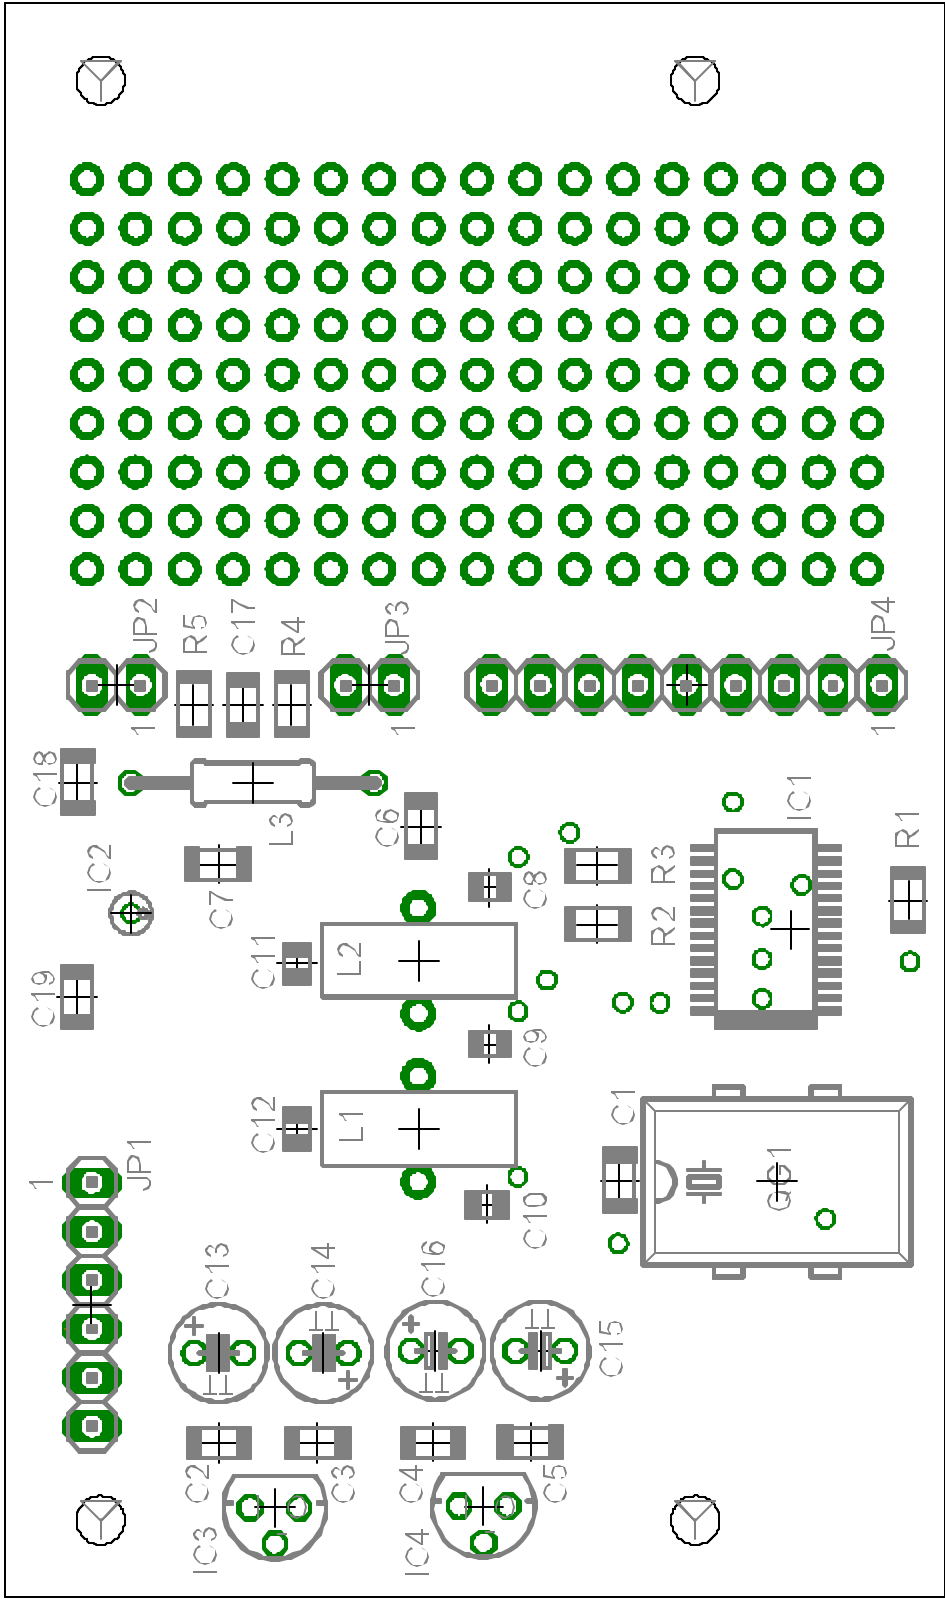 JP2
R5
C17
R4
JP3
JP4
1
1
1
C18
L3
C6
IC1
R1
IC2
C7
C8
R3
R2
C11
L2
C19
C9
C12
L1
C1
QG1
1
JP1
C10
C13
C14
C16
C15
+
+
+
+
C2
C3
C4
C5
IC3
IC4